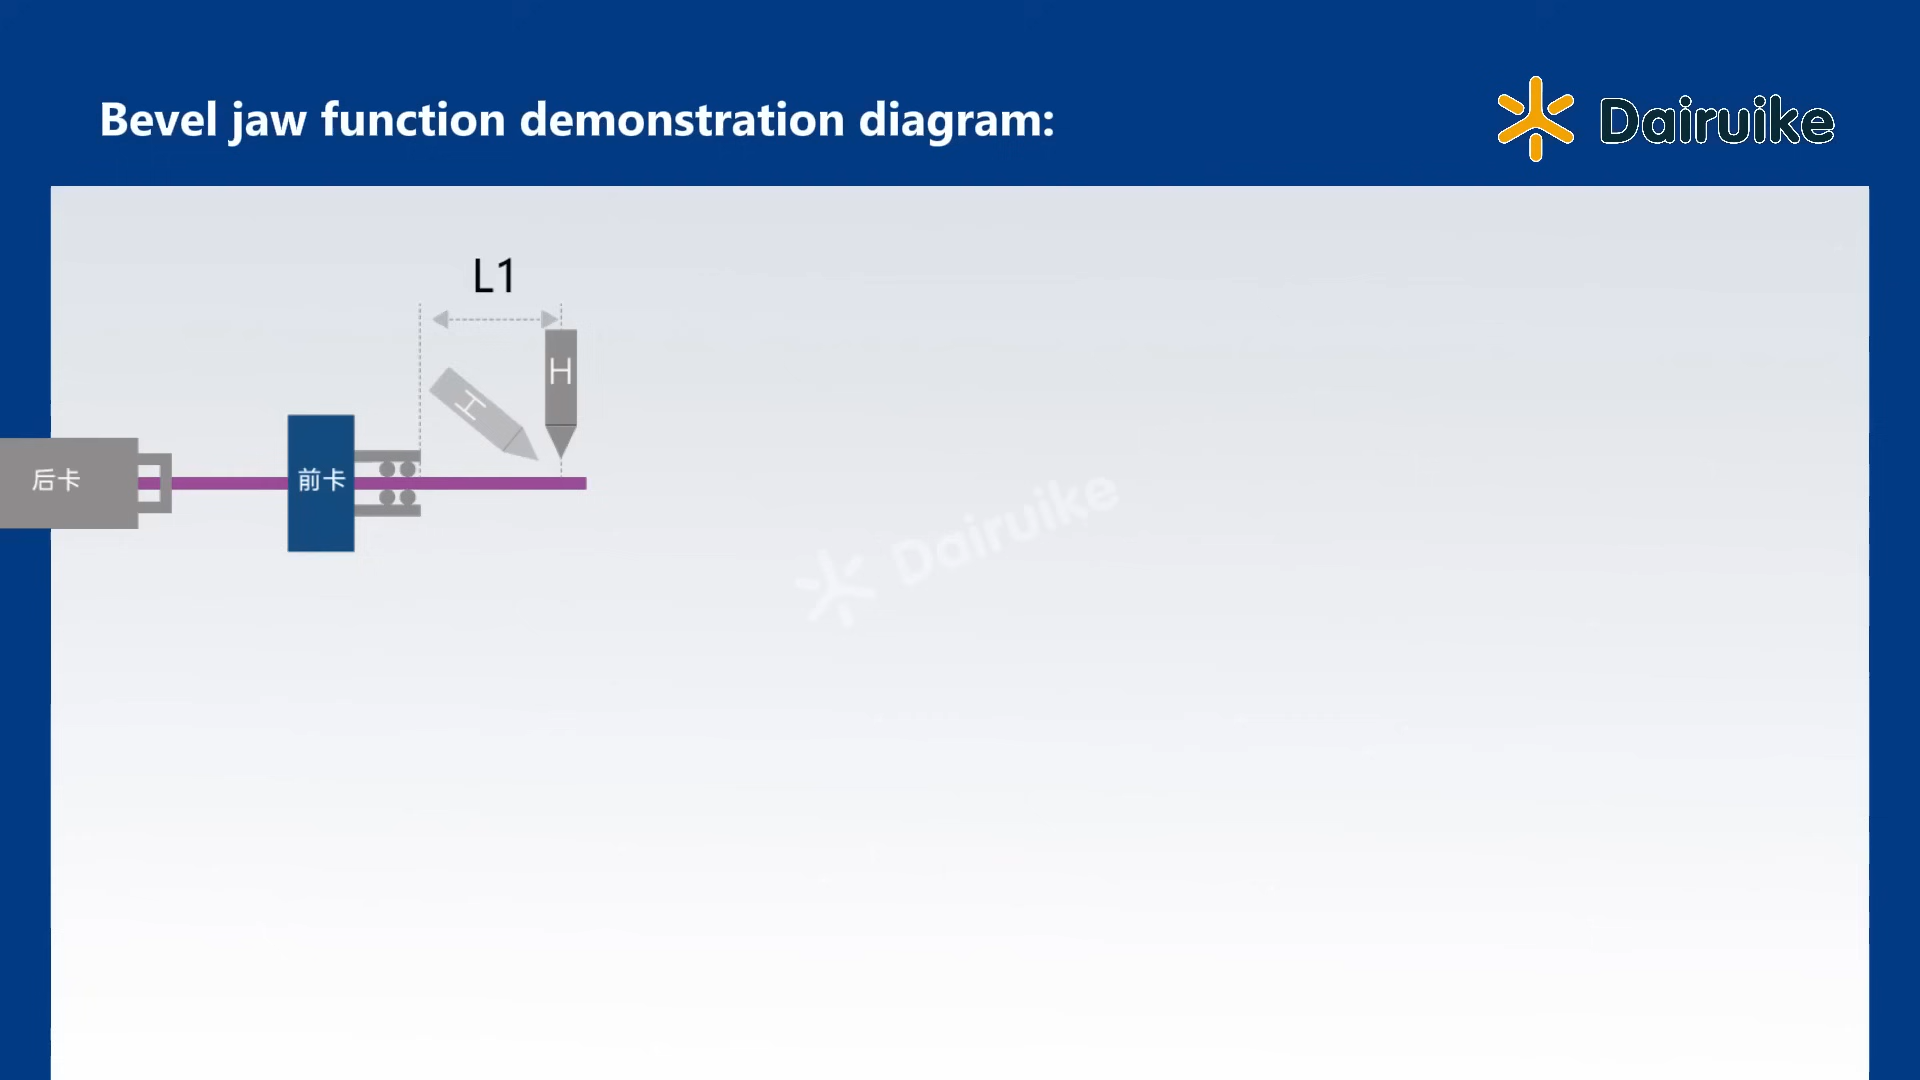 Bevel jaw function demonstration diagram:
Dairuike
L1
H
H
后卡
前卡
Dairuike